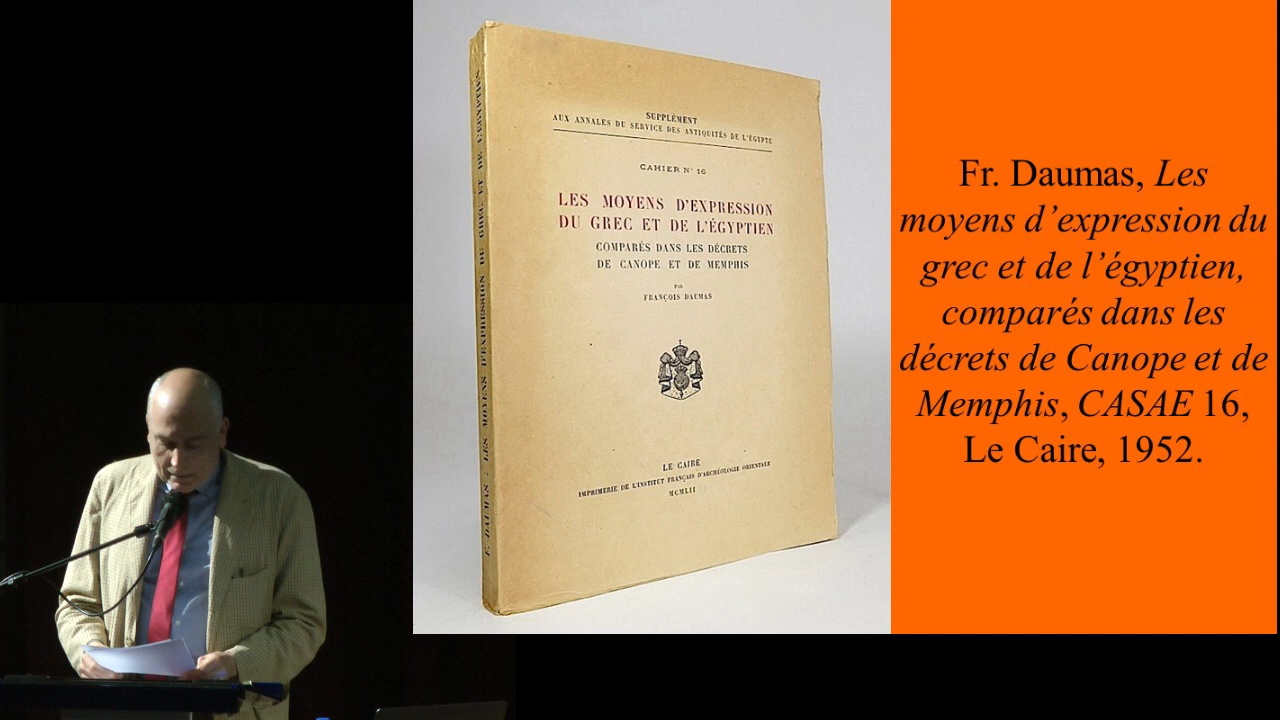 F. DAUMAS : LES MOYENS D'EXPRESSION DU GREC ET DE L'ÉGYPTIEN
SUPPLÉMENT
AUX ANNALES DU SERVICE DES ANTIQUITÉS DE L'ÉGYPTE
CAHIER N° 16
LES MOYENS D'EXPRESSION
DU GREC ET DE L'ÉGYPTIEN
COMPARÉS DANS LES DÉCRETS
DE CANOPE ET DE MEMPHIS
PAR
FRANÇOIS DAUMAS
LE CAIRE
IMPRIMERIE DE L'INSTITUT FRANÇAIS D'ARCHÉOLOGIE ORIENTALE
MCMLII
Fr. Daumas, Les
moyens d’expression du
grec et de l’égyptien,
comparés dans les
décrets de Canope et de
Memphis, CASAE 16,
Le Caire, 1952.